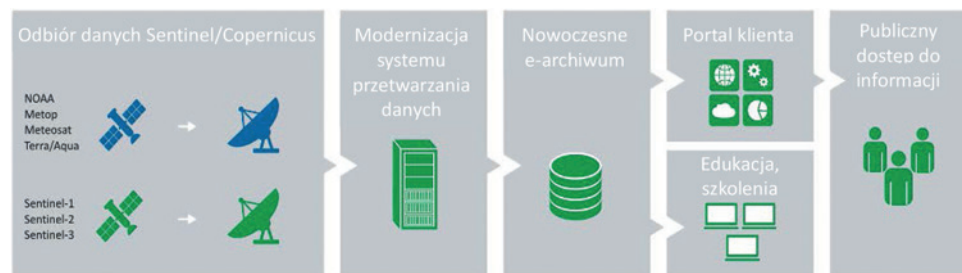 Odbiór danych Sentinel/Copernicus
NOAA
Metop
Meteosat
Terra/Aqua
Sentinel-1
Sentinel-2
Sentinel-3
Modernizacja
systemu
przetwarzania
danych
Nowoczesne
e-archiwum
Portal klienta
Edukacja,
szkolenia
Publiczny
dostęp do
informacji